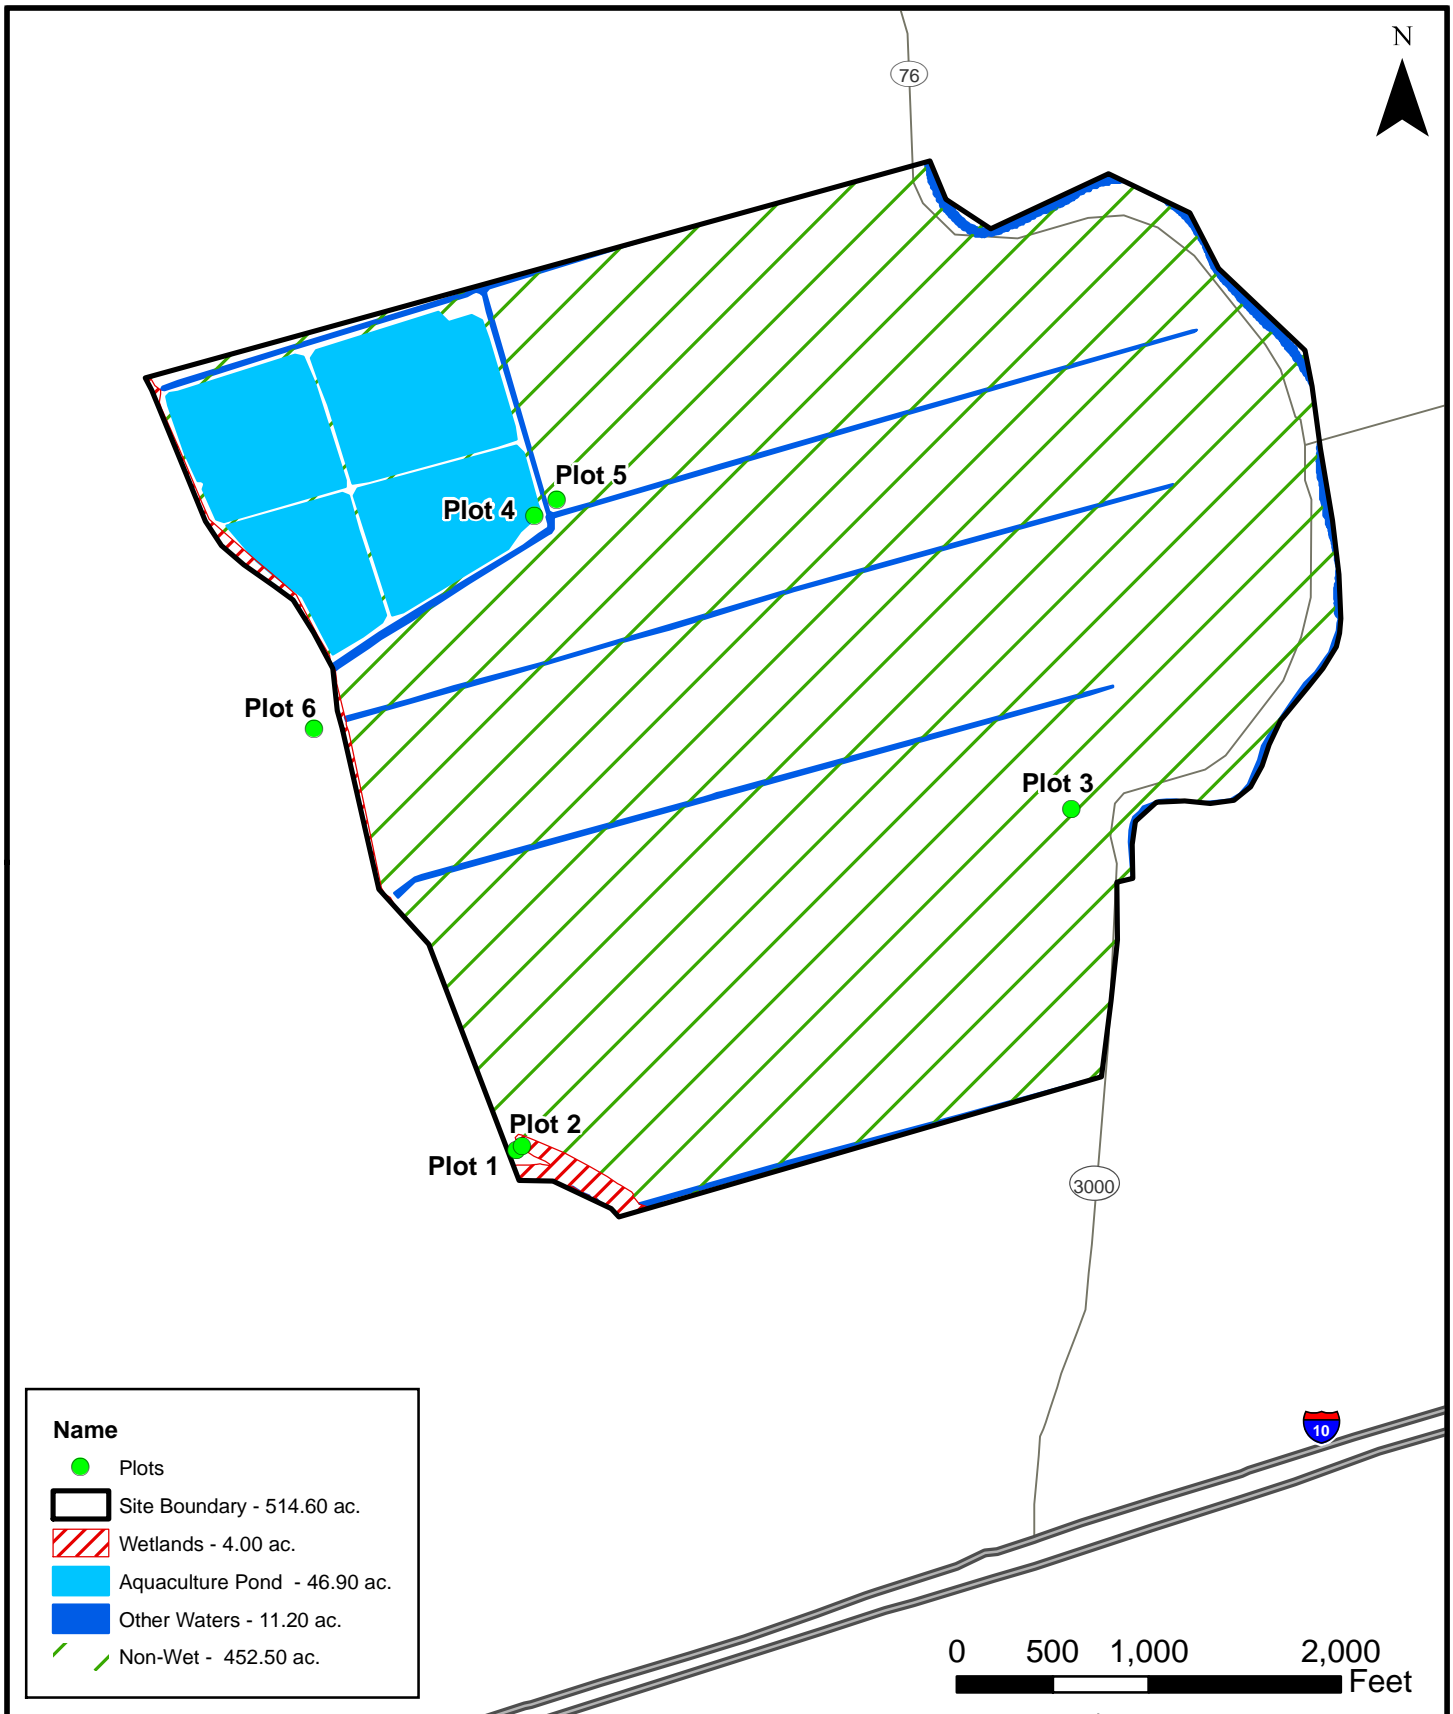 N
76
Plot 5
Plot 4
Plot 6
Plot 3
Plot 2
Plot 1
3000
10
Name
Plots
Site Boundary - 514.60 ac.
Wetlands - 4.00 ac.
Aquaculture Pond - 46.90 ac.
Other Waters - 11.20 ac.
Non-Wet - 452.50 ac.
0 500 1,000 2,000
Feet